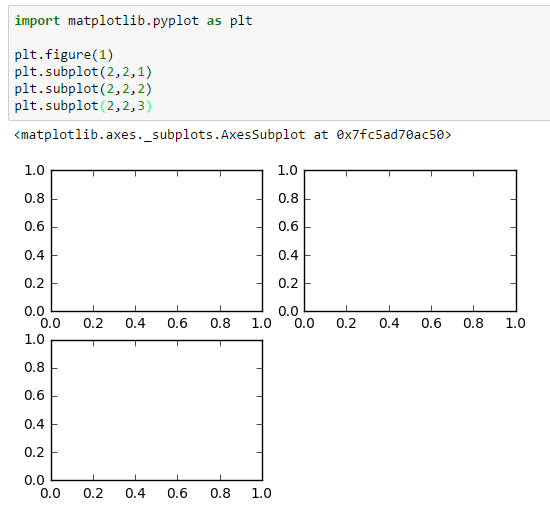 import matplotlib.pyplot as plt
plt.figure(1)
plt.subplot(2,2,1)
plt.subplot(2,2,2)
plt.subplot(2,2,3)
<matplotlib.axes._subplots.AxesSubplot at 0x7fc5ad70ac50>
1.0 1.0
0.8 0.8
0.6 0.6
0.4 0.4
0.2 0.2
0.0 0.0
0.0 0.2 0.4 0.6 0.8 1.0 0.0 0.2 0.4 0.6 0.8 1.0
1.0
0.8
0.6
0.4
0.2
0.0
0.0 0.2 0.4 0.6 0.8 1.0